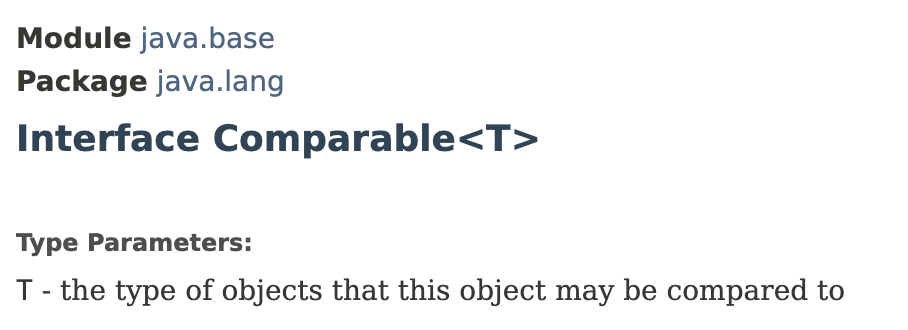 Module java.base
Package java.lang
Interface Comparable<T>
Type Parameters:
T - the type of objects that this object may be compared to